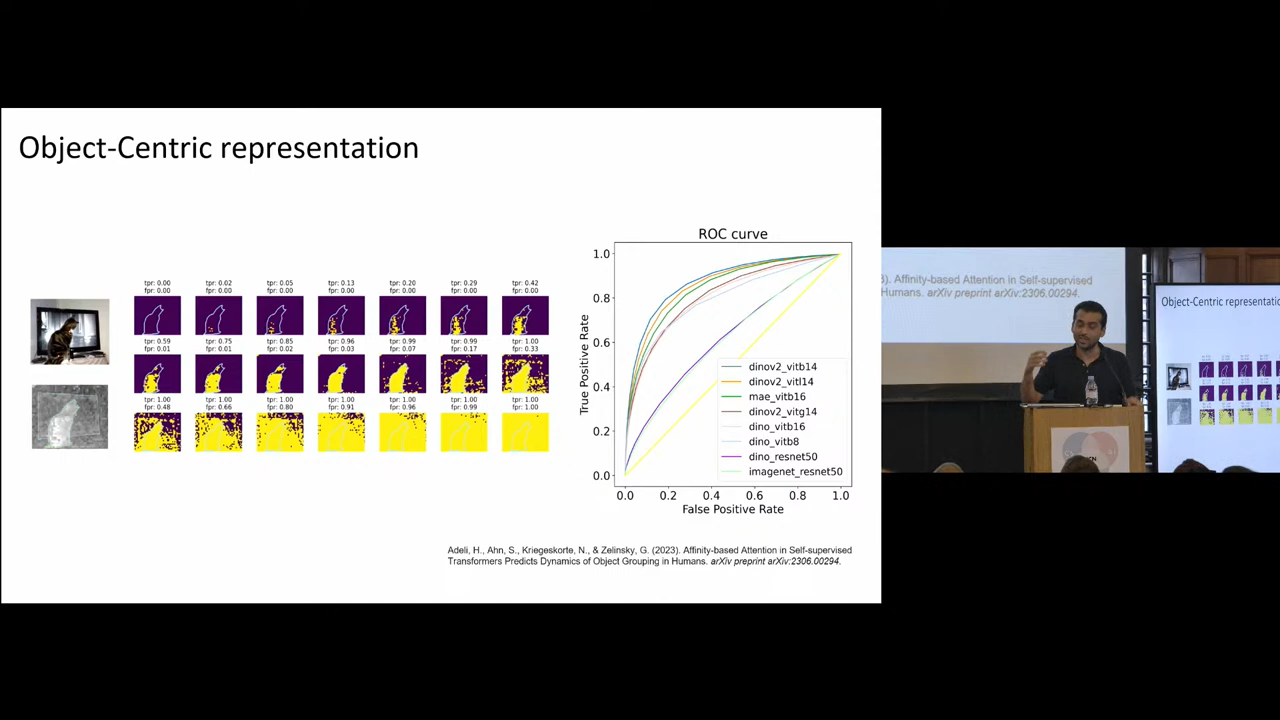 Object-Centric representation
tpr: 0.00 tpr: 0.02 tpr: 0.05 tpr: 0.13 tpr: 0.20 tpr: 0.29 tpr: 0.42
fpr: 0.00 fpr: 0.00 fpr: 0.00 fpr: 0.00 fpr: 0.00 fpr: 0.00 fpr: 0.00
tpr: 0.59 tpr: 0.75 tpr: 0.85 tpr: 0.96 tpr: 0.99 tpr: 0.99 tpr: 1.00
fpr: 0.01 fpr: 0.01 fpr: 0.02 fpr: 0.03 fpr: 0.07 fpr: 0.17 fpr: 0.33
tpr: 1.00 tpr: 1.00 tpr: 1.00 tpr: 1.00 tpr: 1.00 tpr: 1.00 tpr: 1.00
fpr: 0.48 fpr: 0.66 fpr: 0.80 fpr: 0.91 fpr: 0.96 fpr: 0.99 fpr: 1.00
ROC curve
1.0
0.8
0.6
0.4
0.2
0.0
True Positive Rate
dinov2_vitb14
dinov2_vitl14
mae_vitb16
dinov2_vitg14
dino_vitb16
dino_vitb8
dino_resnet50
imagenet_resnet50
0.0 0.2 0.4 0.6 0.8 1.0
False Positive Rate
Adeli, H., Ahn, S., Kriegeskorte, N., & Zelinsky, G. (2023). Affinity-based Attention in Self-supervised
Transformers Predicts Dynamics of Object Grouping in Humans. arXiv preprint arXiv:2306.00294.
3). Affinity-based Attention in Self-supervised
Humans. arXiv preprint arXiv:2306.00294.
Object-Centric representatio